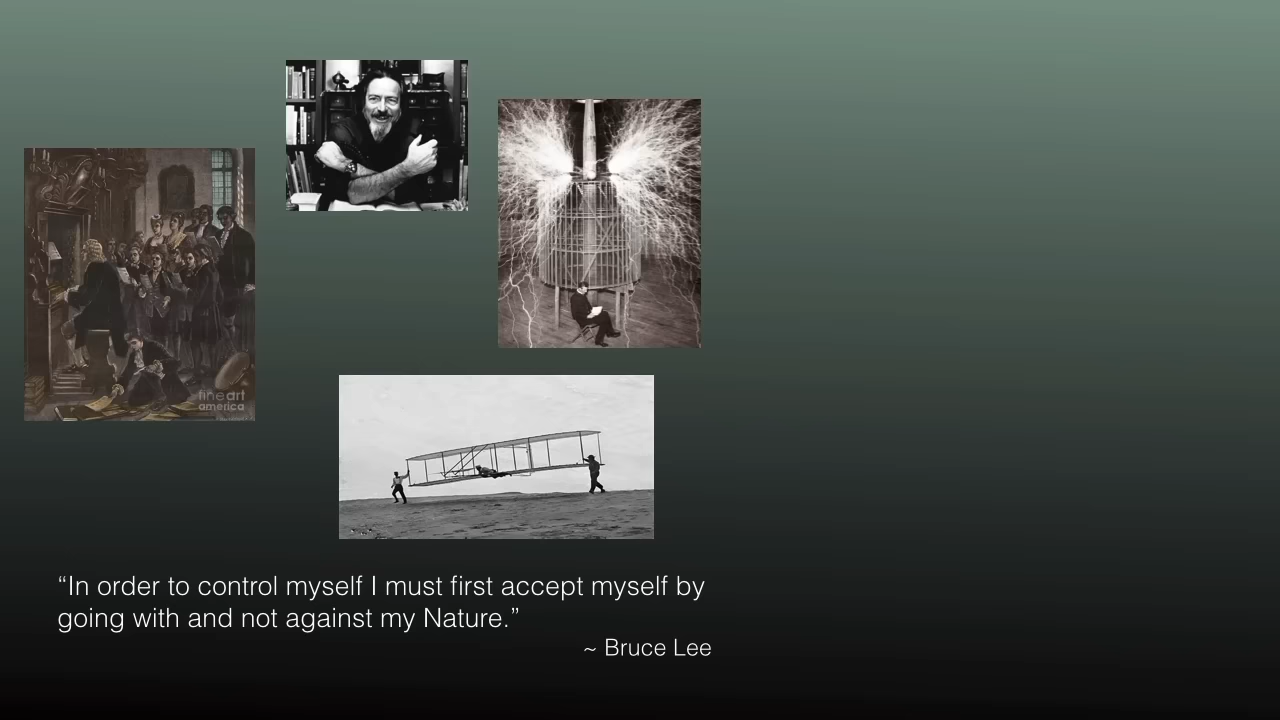 fineart
america
“In order to control myself I must first accept myself by
going with and not against my Nature.”
~ Bruce Lee